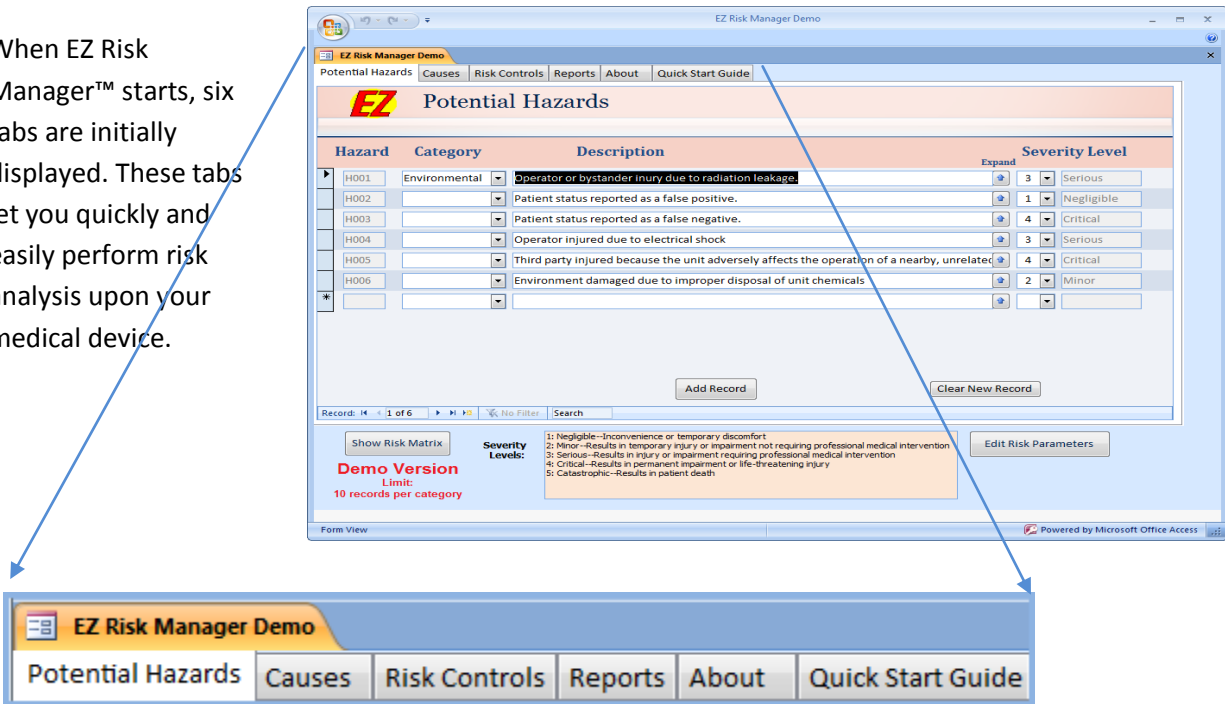 When EZ Risk
Manager™ starts, six
tabs are initially
displayed. These tabs
let you quickly and
easily perform risk
analysis upon your
medical device.
EZ Risk Manager Demo
EZ Risk Manager Demo
Potential Hazards Causes Risk Controls Reports About Quick Start Guide
EZ Potential Hazards
Hazard Category Description Expand Severity Level
H001 Environmental Operator or bystander inury due to radiation leakage. 3 Serious
H002 Patient status reported as a false positive. 1 Negligible
H003 Patient status reported as a false negative. 4 Critical
H004 Operator injured due to electrical shock 3 Serious
H005 Third party injured because the unit adversely affects the operation of a nearby, unrelated 4 Critical
H006 Environment damaged due to improper disposal of unit chemicals 2 Minor
*
Add Record Clear New Record
Record: 1 of 6 No Filter Search
Show Risk Matrix
Demo Version
Limit:
10 records per category
Severity
Levels:
1: Negligible--Inconvenience or temporary discomfort
2: Minor--Results in temporary injury or impairment not requiring professional medical intervention
3: Serious--Results in injury or impairment requiring professional medical intervention
4: Critical--Results in permanent impairment or life-threatening injury
5: Catastrophic--Results in patient death
Edit Risk Parameters
Form View Powered by Microsoft Office Access
EZ Risk Manager Demo
Potential Hazards Causes Risk Controls Reports About Quick Start Guide